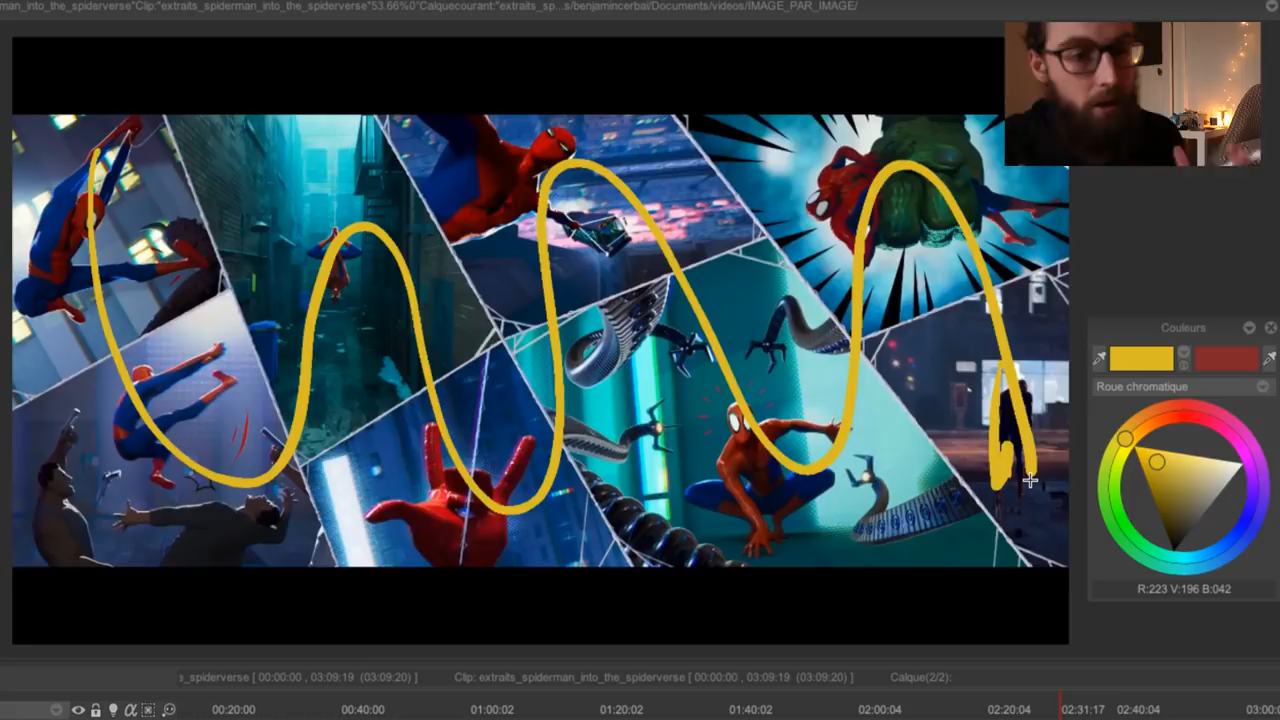 man_into_the_spiderverse"Clip:"extraits_spiderman_into_the_spiderverse"53.66%0"Calquecourant:"extraits_sp...s/benjamincerbai/Documents/videos/IMAGE_PAR_IMAGE/
Couleurs
Roue chromatique
R:223 V:196 B:042
_spiderverse [ 00:00:00 , 03:09:19 (03:09:20) ] Clip: extraits_spiderman_into_the_spiderverse [ 00:00:00 , 03:09:19 (03:09:20) ] Calque(2/2):
00:20:00 00:40:00 01:00:02 01:20:02 01:40:02 02:00:04 02:20:04 02:31:17 02:40:04 03:00: